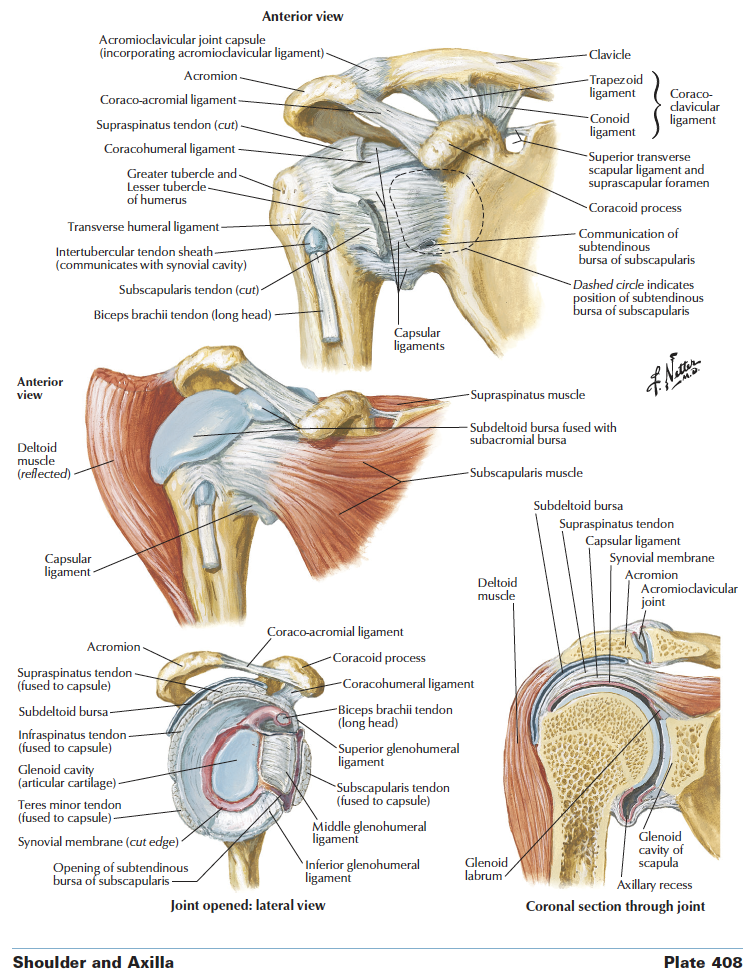 Anterior view
Acromioclavicular joint capsule
(incorporating acromioclavicular ligament)
Acromion
Coraco-acromial ligament
Supraspinatus tendon (cut)
Coracohumeral ligament
Greater tubercle and
Lesser tubercle
of humerus
Transverse humeral ligament
Intertubercular tendon sheath
(communicates with synovial cavity)
Subscapularis tendon (cut)
Biceps brachii tendon (long head)
Clavicle
Trapezoid
ligament
Conoid
ligament
Coraco-
clavicular
ligament
Superior transverse
scapular ligament and
suprascapular foramen
Coracoid process
Communication of
subtendinous
bursa of subscapularis
Dashed circle indicates
position of subtendinous
bursa of subscapularis
Capsular
ligaments
F. Netter
M.D.
Anterior
view
Deltoid
muscle
(reflected)
Capsular
ligament
Supraspinatus muscle
Subdeltoid bursa fused with
subacromial bursa
Subscapularis muscle
Acromion
Supraspinatus tendon
(fused to capsule)
Subdeltoid bursa
Infraspinatus tendon
(fused to capsule)
Glenoid cavity
(articular cartilage)
Teres minor tendon
(fused to capsule)
Synovial membrane (cut edge)
Opening of subtendinous
bursa of subscapularis
Coraco-acromial ligament
Coracoid process
Coracohumeral ligament
Biceps brachii tendon
(long head)
Superior glenohumeral
ligament
Subscapularis tendon
(fused to capsule)
Middle glenohumeral
ligament
Inferior glenohumeral
ligament
Joint opened: lateral view
Subdeltoid bursa
Supraspinatus tendon
Capsular ligament
Synovial membrane
Acromion
Acromioclavicular
joint
Deltoid
muscle
Glenoid
labrum
Glenoid
cavity of
scapula
Axillary recess
Coronal section through joint
Shoulder and Axilla
Plate 408